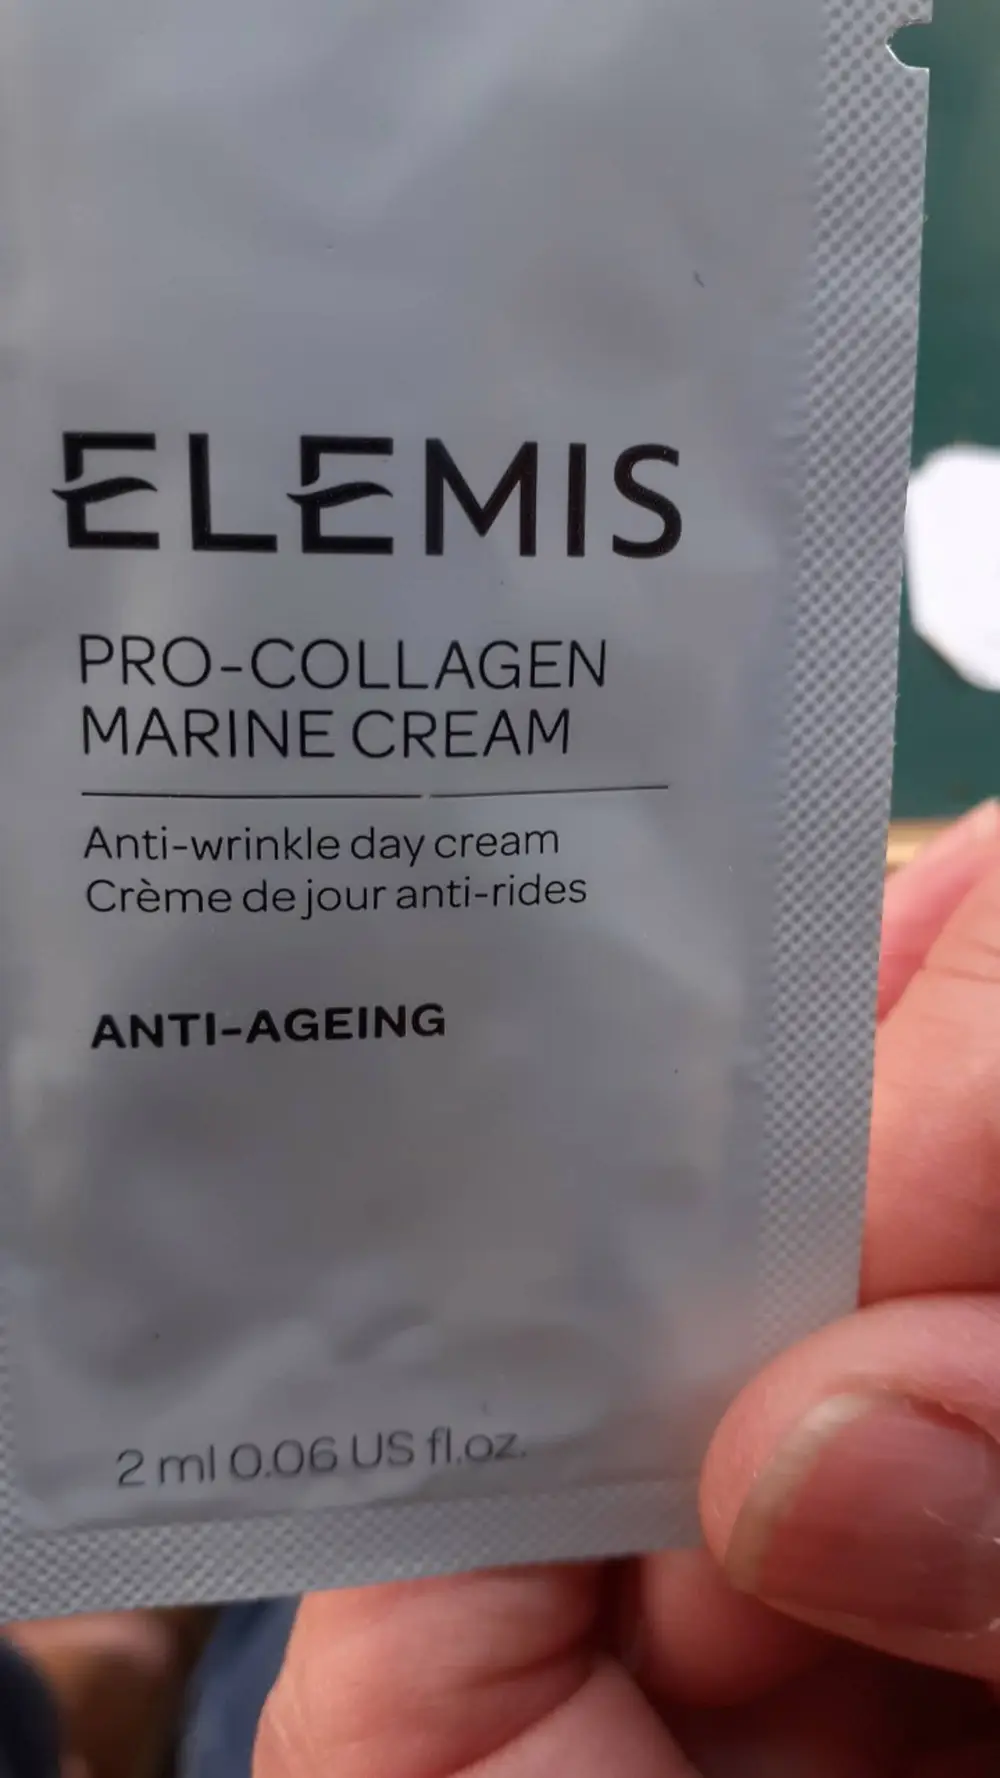 ELEMIS
PRO-COLLAGEN
MARINE CREAM
Anti-wrinkle day cream
Crème de jour anti-rides
ANTI-AGEING
2 ml 0.06 US fl.oz.